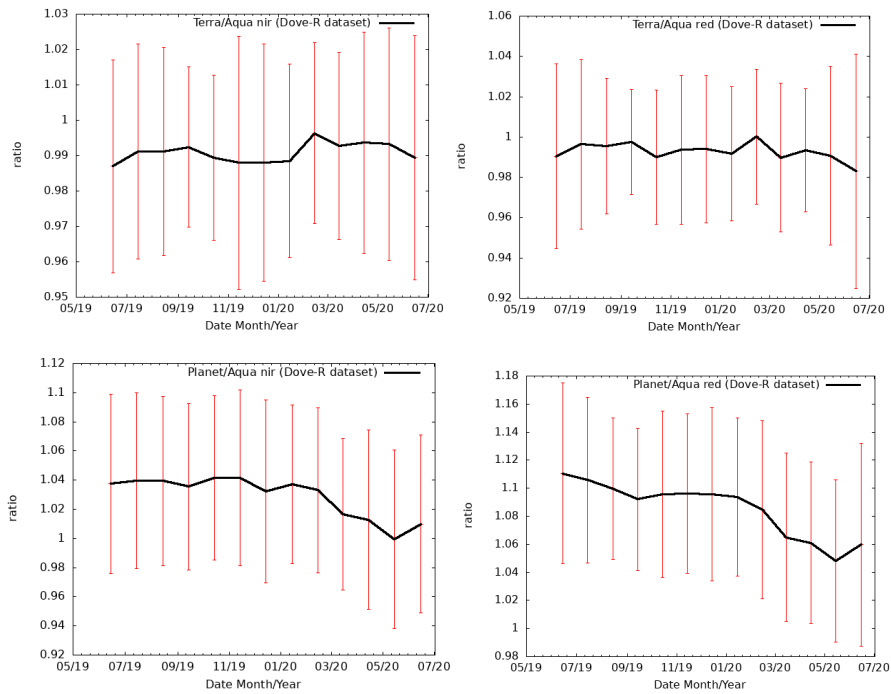 Terra/Aqua nir (Dove-R dataset)
1.03
1.02
1.01
1
0.99
0.98
0.97
0.96
0.95
ratio
05/19 07/19 09/19 11/19 01/20 03/20 05/20 07/20
Date Month/Year
Terra/Aqua red (Dove-R dataset)
1.06
1.04
1.02
1
0.98
0.96
0.94
0.92
ratio
05/19 07/19 09/19 11/19 01/20 03/20 05/20 07/20
Date Month/Year
Planet/Aqua nir (Dove-R dataset)
1.12
1.1
1.08
1.06
1.04
1.02
1
0.98
0.96
0.94
0.92
ratio
05/19 07/19 09/19 11/19 01/20 03/20 05/20 07/20
Date Month/Year
Planet/Aqua red (Dove-R dataset)
1.18
1.16
1.14
1.12
1.1
1.08
1.06
1.04
1.02
1
0.98
ratio
05/19 07/19 09/19 11/19 01/20 03/20 05/20 07/20
Date Month/Year